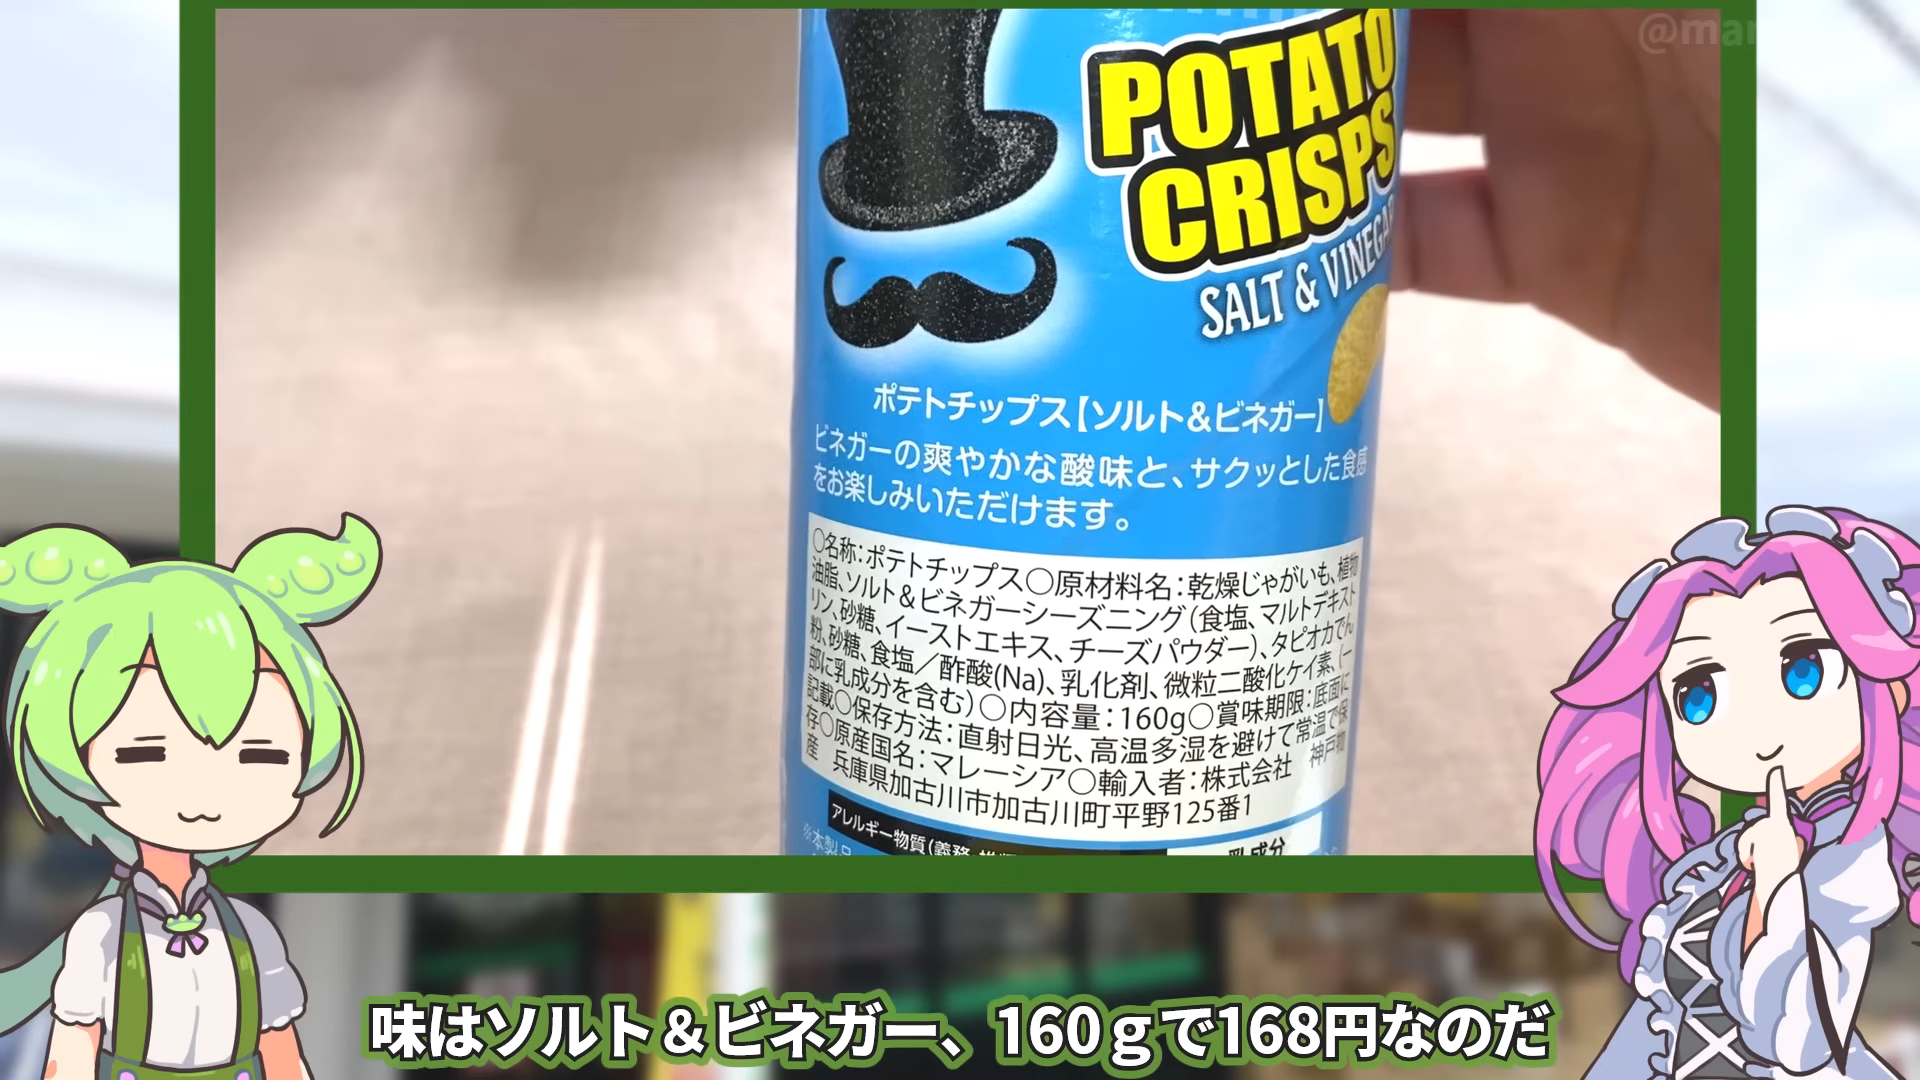 POTATO
CRISPS
SALT & VINEGAR
ポテトチップス【ソルト&ビネガー】
ビネガーの爽やかな酸味と、サクッとした食感
をお楽しみいただけます。
○名称：ポテトチップス○原材料名：乾燥じゃがいも、植物
油脂、ソルト＆ビネガーシーズニング（食塩、マルトデキスト
リン、砂糖、イーストエキス、チーズパウダー）、タピオカでん
粉、砂糖、食塩／酢酸(Na)、乳化剤、微粒二酸化ケイ素、（一
部に乳成分を含む）○内容量：160g○賞味期限：底面に
記載○保存方法：直射日光、高温多湿を避けて常温で保
存○原産国名：マレーシア○輸入者：株式会社 神戸物
産 兵庫県加古川市加古川町平野125番1
アレルギー物質（義務
乳成分
※本製品
味はソルト＆ビネガー、160ｇで168円なのだ